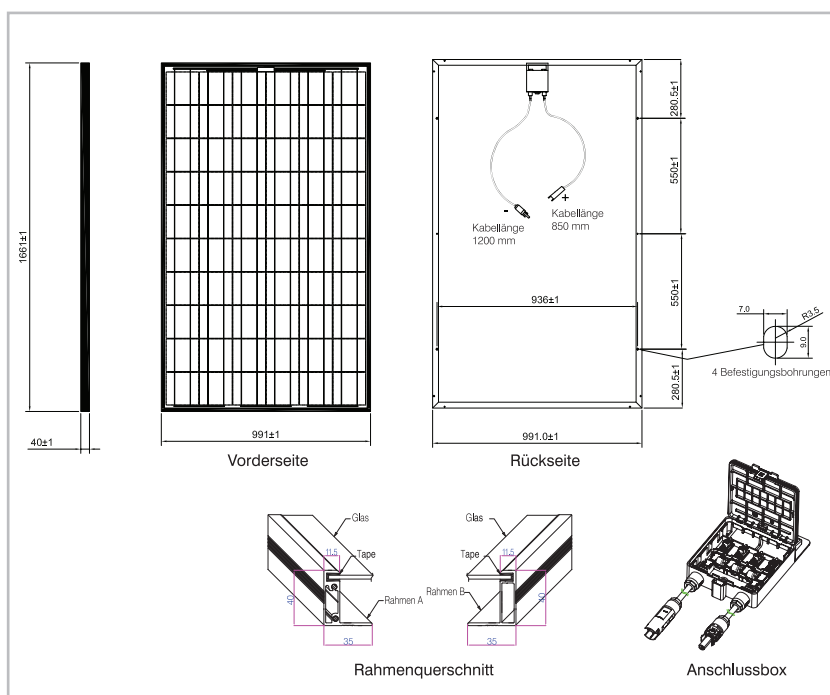 1661±1
40±1
991±1
Vorderseite
-
Kabellänge
1200 mm
+
Kabellänge
850 mm
936±1
280.5±1
550±1
550±1
280.5±1
991.0±1
Rückseite
7.0
R3.5
9.0
4 Befestigungsbohrungen
Glas
11,5
Tape
40
Rahmen A
35
Glas
Tape
11,5
Rahmen B
40
35
Rahmenquerschnitt
Anschlussbox